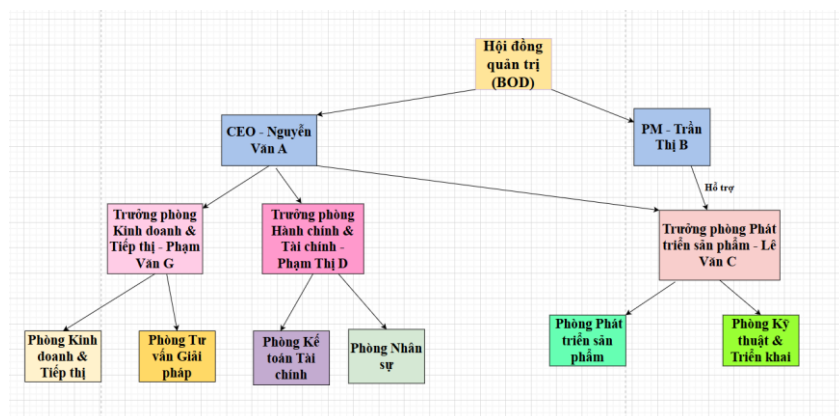 Hội đồng
quản trị
(BOD)
CEO - Nguyễn
Văn A
PM - Trần
Thị B
Hỗ trợ
Trưởng phòng
Kinh doanh &
Tiếp thị - Phạm
Văn G
Trưởng phòng
Hành chính &
Tài chính -
Phạm Thị D
Trưởng phòng Phát
triển sản phẩm - Lê
Văn C
Phòng Kinh
doanh &
Tiếp thị
Phòng Tư
vấn Giải
pháp
Phòng Kế
toán Tài
chính
Phòng Nhân
sự
Phòng Phát
triển sản
phẩm
Phòng Kỹ
thuật &
Triển khai